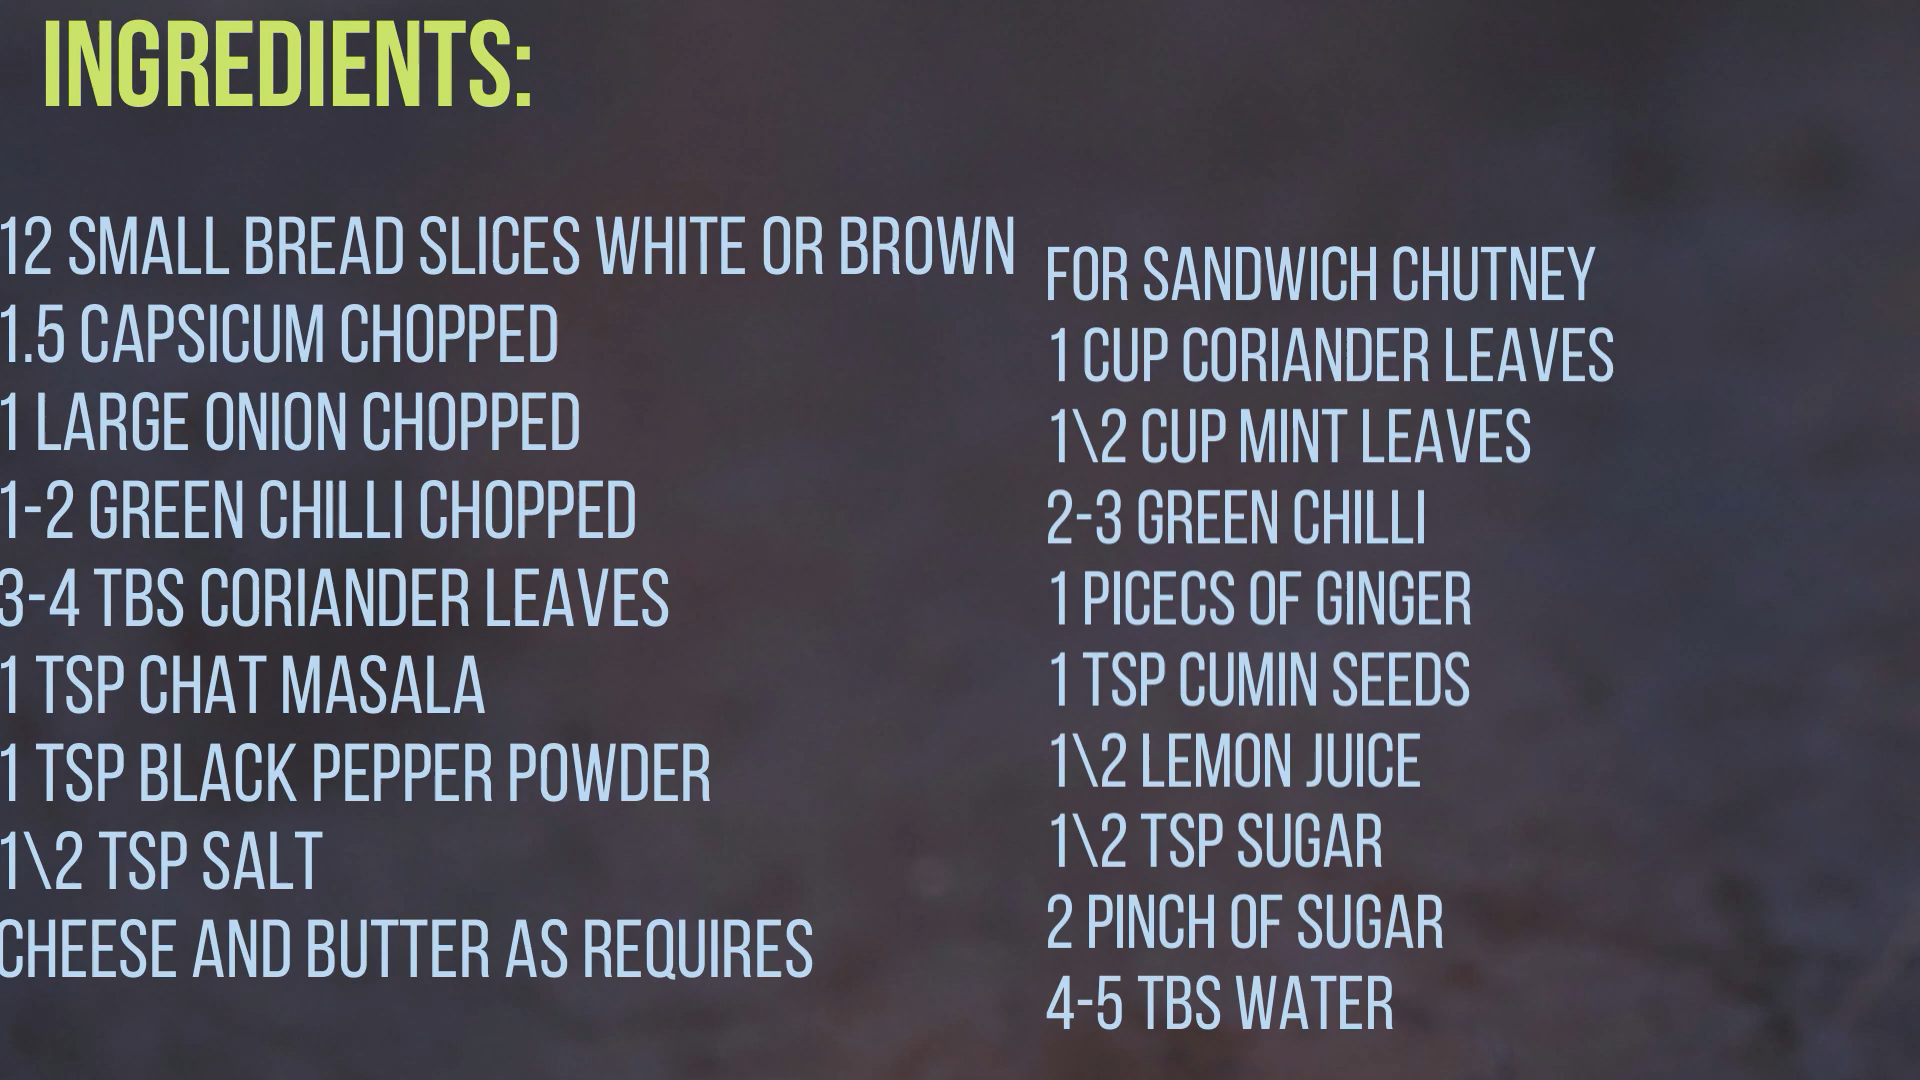 INGREDIENTS:
12 SMALL BREAD SLICES WHITE OR BROWN
1.5 CAPSICUM CHOPPED
1 LARGE ONION CHOPPED
1-2 GREEN CHILLI CHOPPED
3-4 TBS CORIANDER LEAVES
1 TSP CHAT MASALA
1 TSP BLACK PEPPER POWDER
1\2 TSP SALT
CHEESE AND BUTTER AS REQUIRES
FOR SANDWICH CHUTNEY
1 CUP CORIANDER LEAVES
1\2 CUP MINT LEAVES
2-3 GREEN CHILLI
1 PICECS OF GINGER
1 TSP CUMIN SEEDS
1\2 LEMON JUICE
1\2 TSP SUGAR
2 PINCH OF SUGAR
4-5 TBS WATER